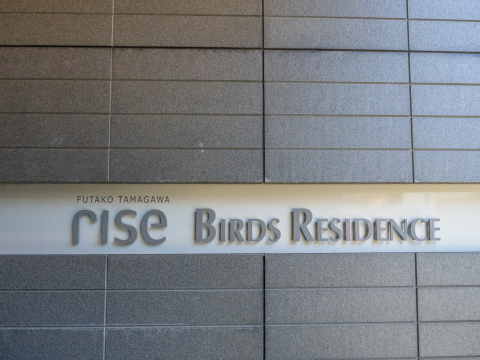 FUTAKO TAMAGAWA
rise BIRDS RESIDENCE